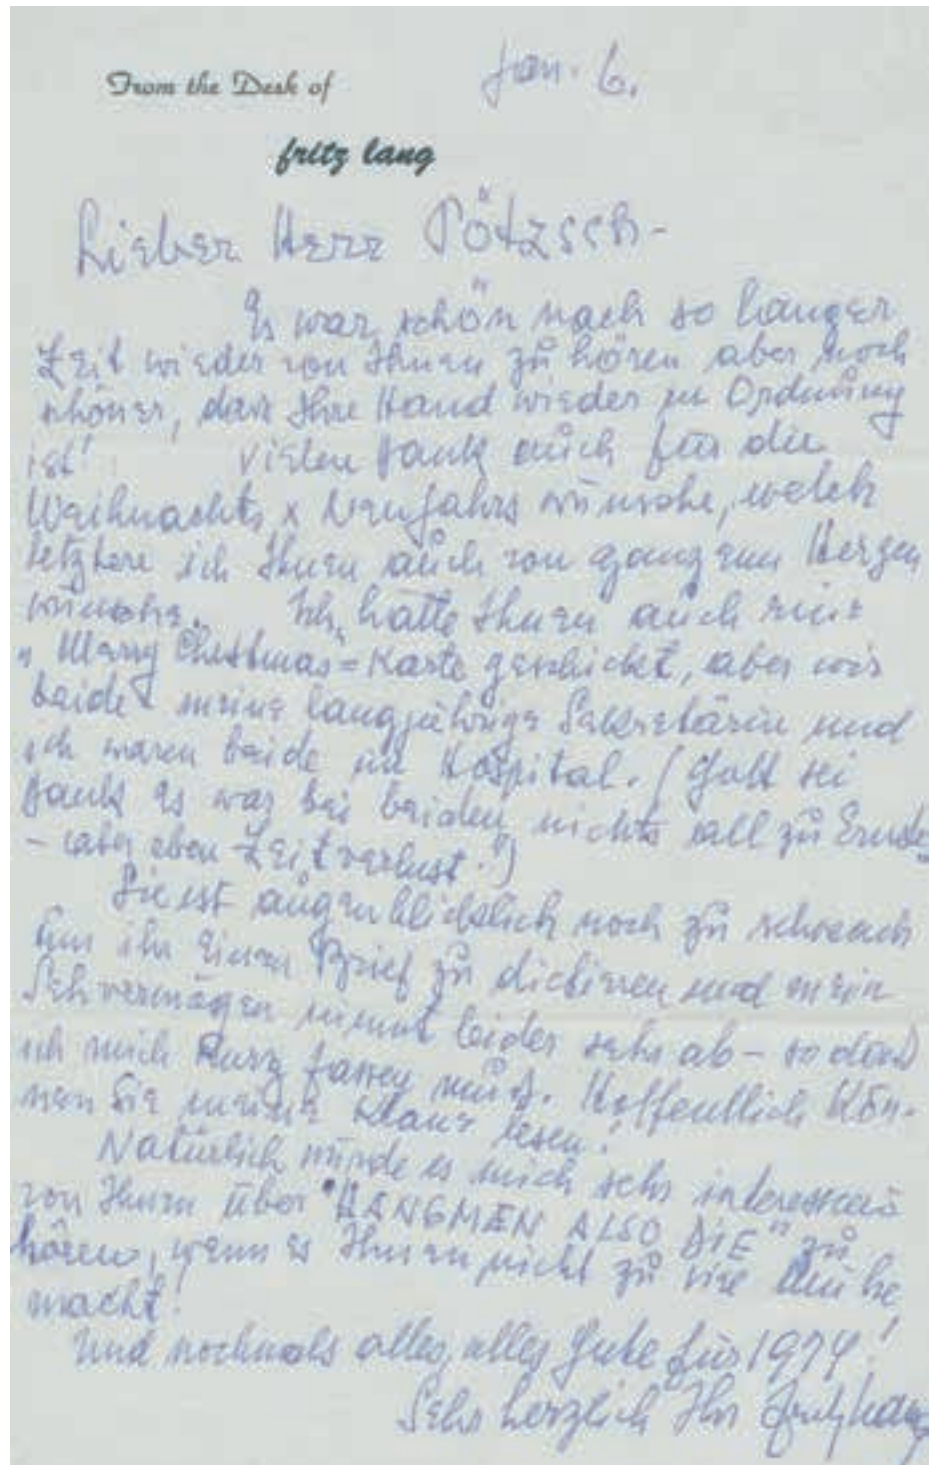 From the Desk of
Jan. 6.
fritz lang
Lieber Herr Pötzsch-
Es war schön nach so langer
Zeit wieder von Ihnen zu hören aber noch
schöner, dass Ihre Hand wieder in Ordnung
ist! Vielen Dank auch für die
Weihnachts x Neujahrs wünsche, welch
letztere ich Ihnen auch von ganzem Herzen
wünsche. Ich hatte Ihnen auch eine
"Merry Christmas=Karte geschickt, aber wir
beide meine langjährige Sekretärin und
ich waren beide im Hospital. (Gott sei
Dank es war bei beiden nichts all zu Ernstes
- aber eben Zeitverlust!)
Sie ist augenblicklich noch zu schwach
um ihr einen Brief zu dictieren und mein
Sehvermögen nimmt leider sehr ab - so dass
ich mich kurz fassen muß. Hoffentlich kön-
nen Sie meine Klaue lesen!
Natürlich würde es mich sehr interessieren
von Ihnen über "HANGMEN ALSO DIE" zu
hören, wenn es Ihnen nicht zu viel Mühe
macht!
Und nochmals alles, alles Gute für 1974!
Sehr herzlich Ihr Fritz Lang